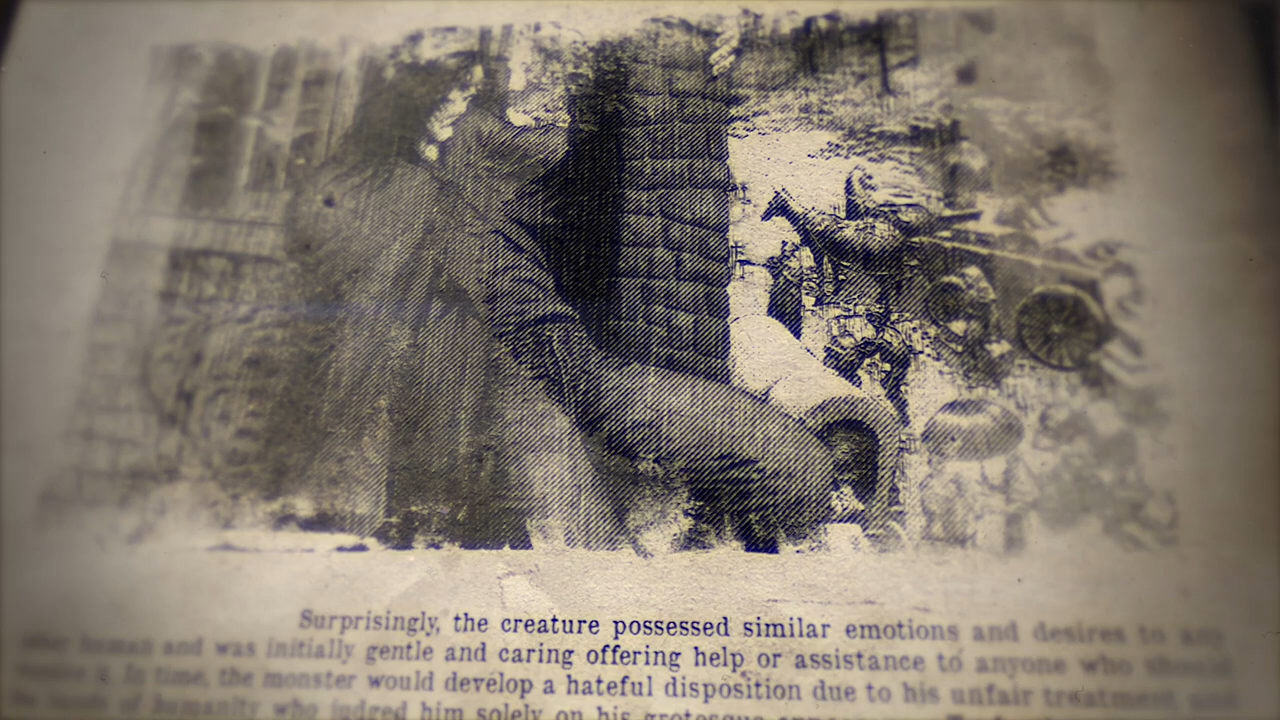 Surprisingly, the creature possessed similar emotions and desires to any
other human and was initially gentle and caring offering help or assistance to anyone who should
it. In time, the monster would develop a hateful disposition due to his unfair treatment
the hands of humanity who judged him solely on his grotesque